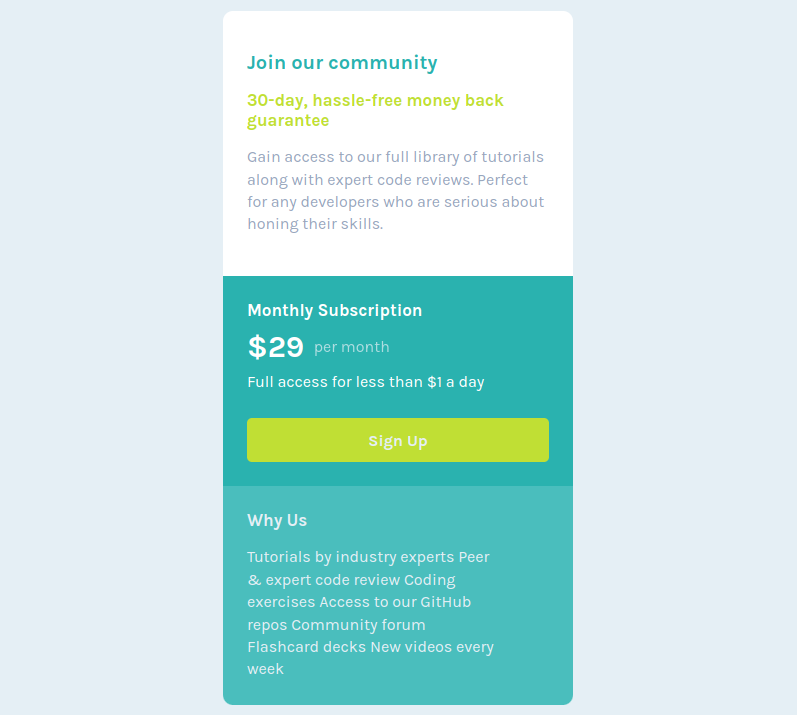 Join our community
30-day, hassle-free money back
guarantee
Gain access to our full library of tutorials
along with expert code reviews. Perfect
for any developers who are serious about
honing their skills.
Monthly Subscription
$29 per month
Full access for less than $1 a day
Sign Up
Why Us
Tutorials by industry experts Peer
& expert code review Coding
exercises Access to our GitHub
repos Community forum
Flashcard decks New videos every
week